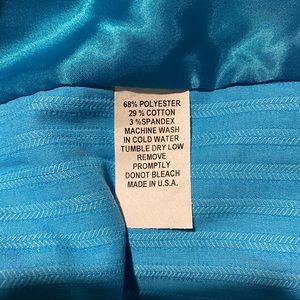 68% POLYESTER
29 % COTTON
3 %SPANDEX
MACHINE WASH
IN COLD WATER
TUMBLE DRY LOW
REMOVE
PROMPTLY
DONOT BLEACH
MADE IN U.S.A.